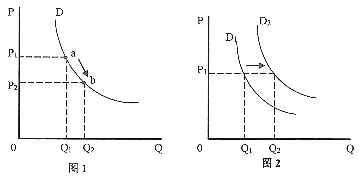 P
D
P₁
a
b
P₂
0
Q₁
Q₂
Q
图1
P
D₂
D₁
P₁
0
Q₁
Q₂
Q
图2